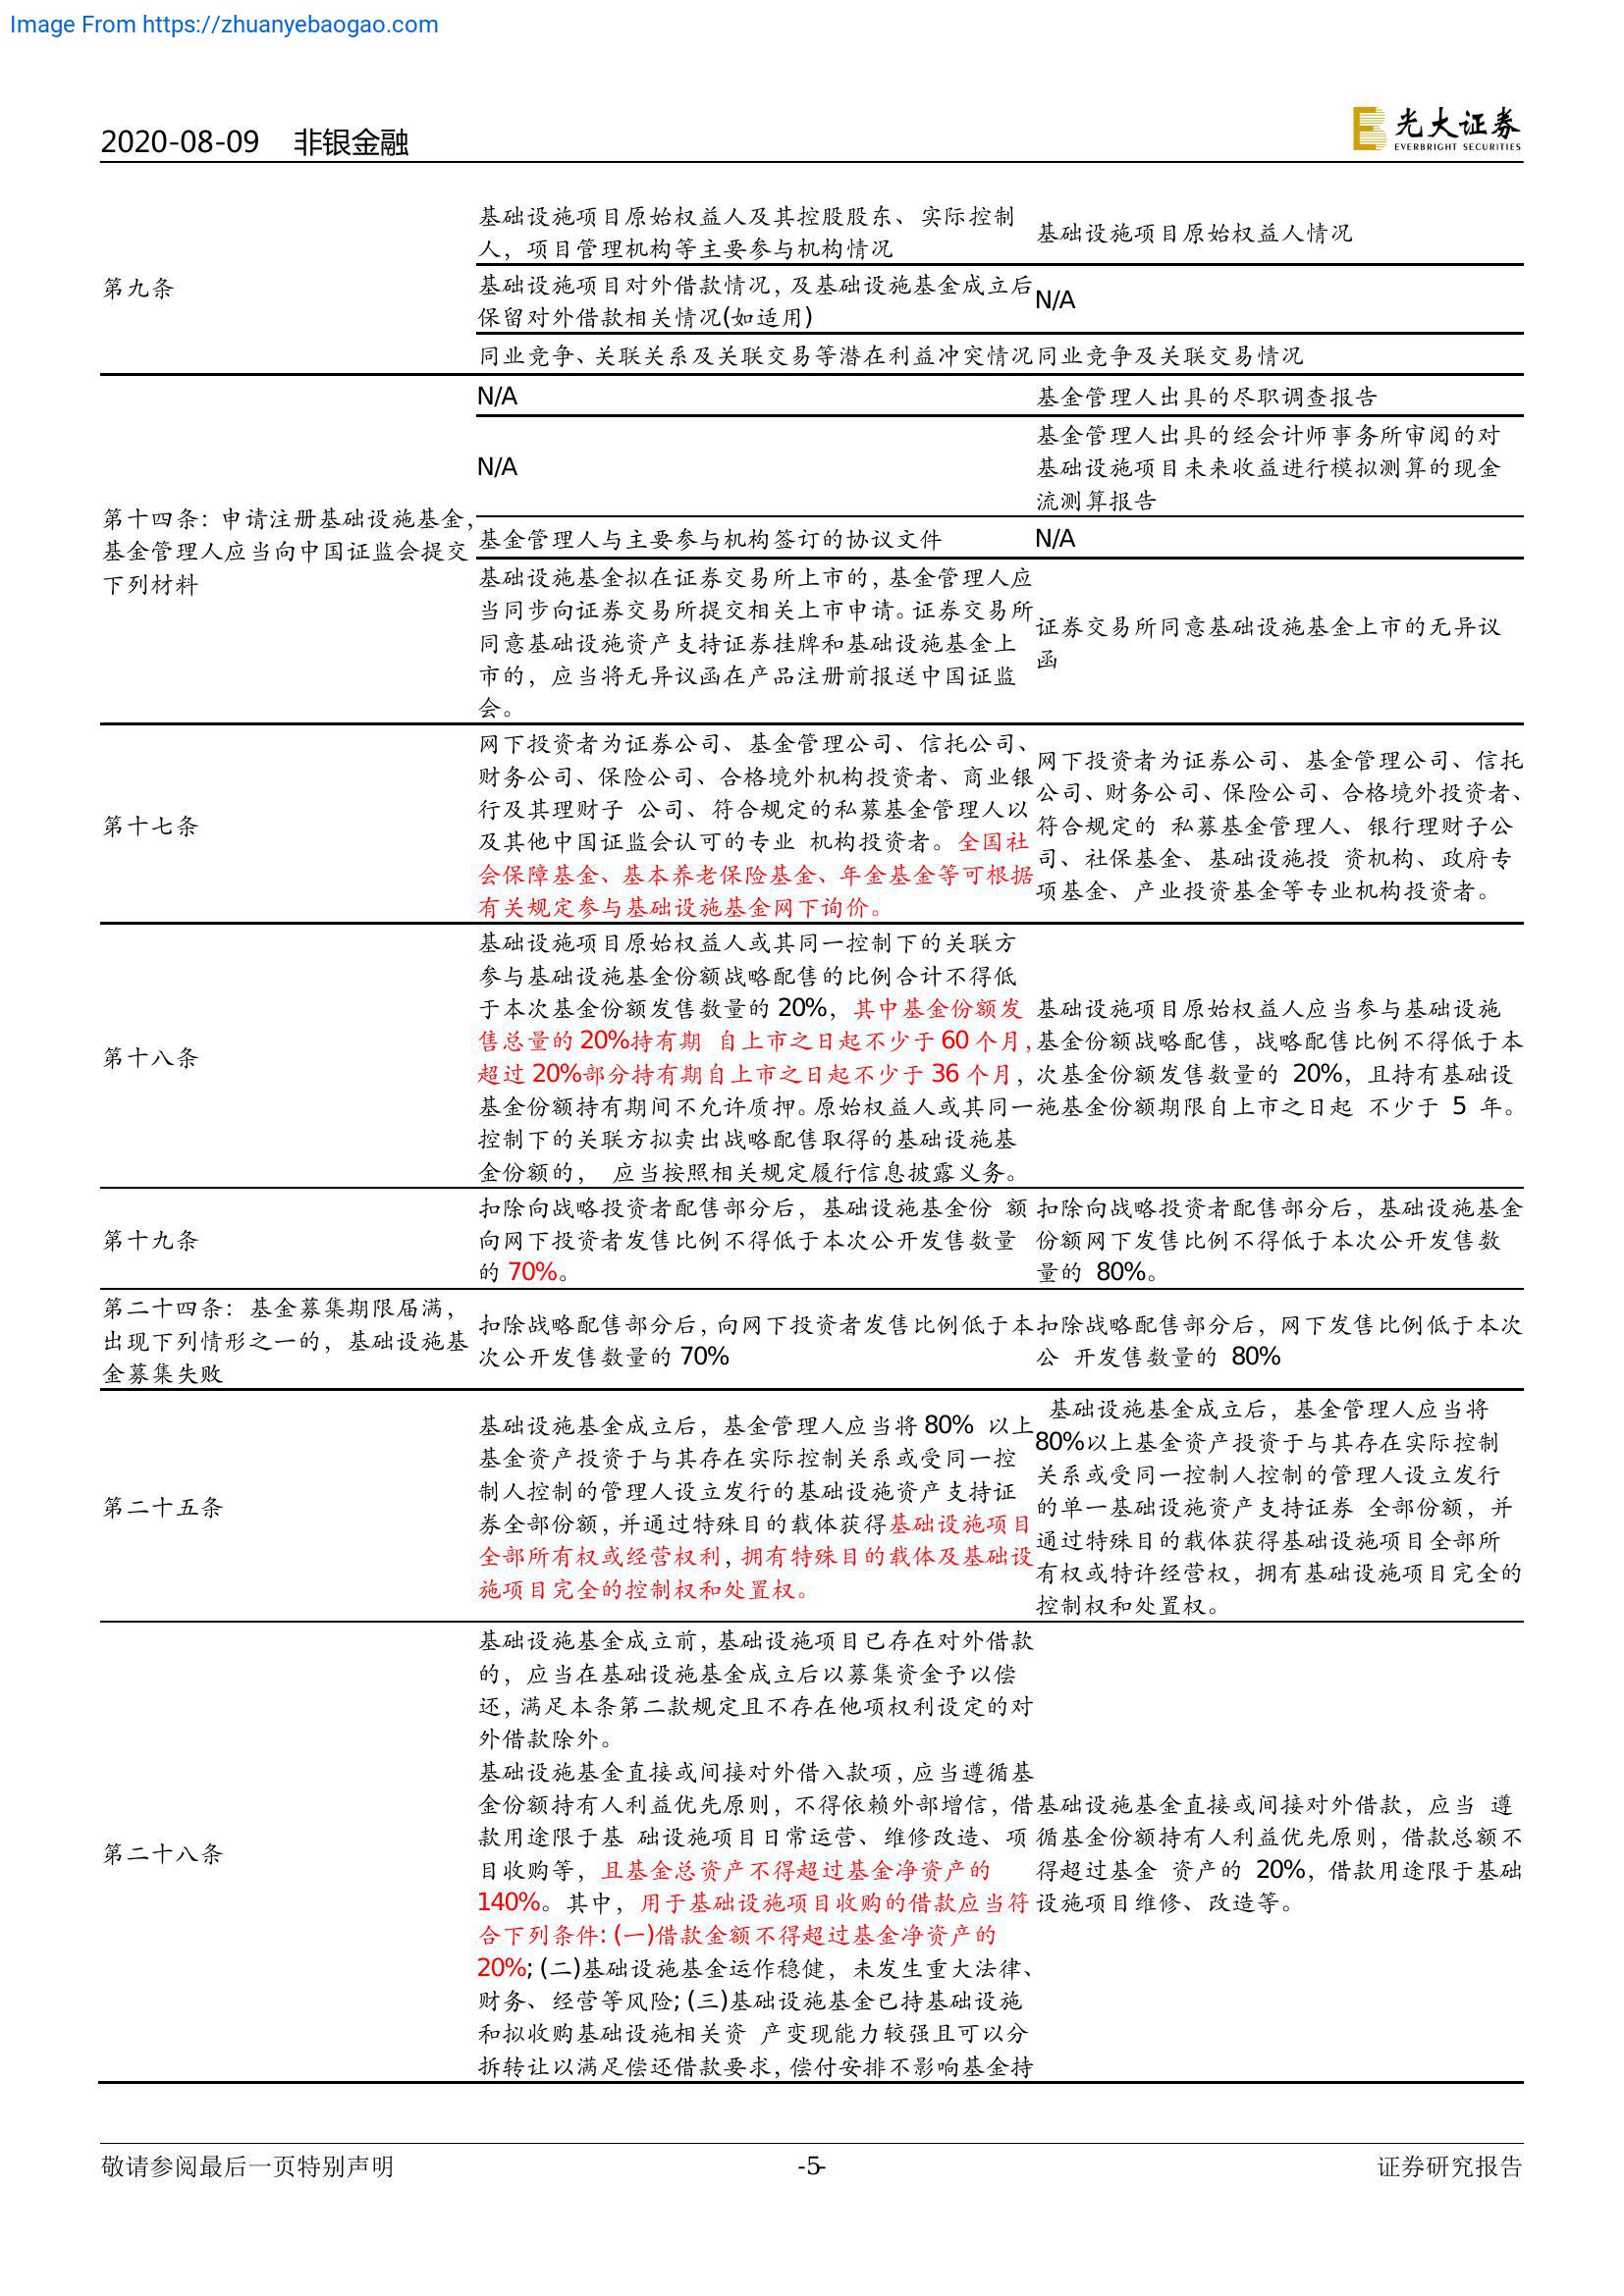 Image From https://zhuanyebaogao.com
2020-08-09 非银金融
光大证券
EVERBRIGHT SECURITIES
第九条
基础设施项目原始权益人及其控股股东、实际控制
人，项目管理机构等主要参与机构情况
基础设施项目原始权益人情况
基础设施项目对外借款情况，及基础设施基金成立后
保留对外借款相关情况(如适用)
N/A
同业竞争、关联关系及关联交易等潜在利益冲突情况
同业竞争及关联交易情况
第十四条：申请注册基础设施基金，
基金管理人应当向中国证监会提交
下列材料
N/A
基金管理人出具的尽职调查报告
N/A
基金管理人出具的经会计师事务所审阅的对
基础设施项目未来收益进行模拟测算的现金
流测算报告
基金管理人与主要参与机构签订的协议文件
N/A
基础设施基金拟在证券交易所上市的，基金管理人应
当同步向证券交易所提交相关上市申请。证券交易所
同意基础设施资产支持证券挂牌和基础设施基金上
市的，应当将无异议函在产品注册前报送中国证监
会。
证券交易所同意基础设施基金上市的无异议
函
第十七条
网下投资者为证券公司、基金管理公司、信托公司、
财务公司、保险公司、合格境外机构投资者、商业银
行及其理财子 公司、符合规定的私募基金管理人以
及其他中国证监会认可的专业 机构投资者。全国社
会保障基金、基本养老保险基金、年金基金等可根据
有关规定参与基础设施基金网下询价。
网下投资者为证券公司、基金管理公司、信托
公司、财务公司、保险公司、合格境外投资者、
符合规定的 私募基金管理人、银行理财子公
司、社保基金、基础设施投 资机构、政府专
项基金、产业投资基金等专业机构投资者。
第十八条
基础设施项目原始权益人或其同一控制下的关联方
参与基础设施基金份额战略配售的比例合计不得低
于本次基金份额发售数量的 20%，其中基金份额发
售总量的 20%持有期 自上市之日起不少于 60 个月，
超过 20%部分持有期自上市之日起不少于 36 个月，
基金份额持有期间不允许质押。原始权益人或其同一
控制下的关联方拟卖出战略配售取得的基础设施基
金份额的， 应当按照相关规定履行信息披露义务。
基础设施项目原始权益人应当参与基础设施
基金份额战略配售，战略配售比例不得低于本
次基金份额发售数量的 20%，且持有基础设
施基金份额期限自上市之日起 不少于 5 年。
第十九条
扣除向战略投资者配售部分后，基础设施基金份 额
向网下投资者发售比例不得低于本次公开发售数量
的 70%。
扣除向战略投资者配售部分后，基础设施基金
份额网下发售比例不得低于本次公开发售数
量的 80%。
第二十四条：基金募集期限届满，
出现下列情形之一的，基础设施基
金募集失败
扣除战略配售部分后，向网下投资者发售比例低于本
次公开发售数量的 70%
扣除战略配售部分后，网下发售比例低于本次
公 开发售数量的 80%
第二十五条
基础设施基金成立后，基金管理人应当将 80% 以上
基金资产投资于与其存在实际控制关系或受同一控
制人控制的管理人设立发行的基础设施资产支持证
券全部份额，并通过特殊目的载体获得基础设施项目
全部所有权或经营权利，拥有特殊目的载体及基础设
施项目完全的控制权和处置权。
基础设施基金成立后，基金管理人应当将
80%以上基金资产投资于与其存在实际控制
关系或受同一控制人控制的管理人设立发行
的单一基础设施资产支持证券 全部份额，并
通过特殊目的载体获得基础设施项目全部所
有权或特许经营权，拥有基础设施项目完全的
控制权和处置权。
第二十八条
基础设施基金成立前，基础设施项目已存在对外借款
的，应当在基础设施基金成立后以募集资金予以偿
还，满足本条第二款规定且不存在他项权利设定的对
外借款除外。
基础设施基金直接或间接对外借入款项，应当遵循基
金份额持有人利益优先原则，不得依赖外部增信，借
款用途限于基 础设施项目日常运营、维修改造、项
目收购等，且基金总资产不得超过基金净资产的
140%。其中，用于基础设施项目收购的借款应当符
合下列条件：(一)借款金额不得超过基金净资产的
20%；(二)基础设施基金运作稳健，未发生重大法律、
财务、经营等风险；(三)基础设施基金已持基础设施
和拟收购基础设施相关资 产变现能力较强且可以分
拆转让以满足偿还借款要求，偿付安排不影响基金持
基础设施基金直接或间接对外借款，应当 遵
循基金份额持有人利益优先原则，借款总额不
得超过基金 资产的 20%，借款用途限于基础
设施项目维修、改造等。
敬请参阅最后一页特别声明
-5-
证券研究报告